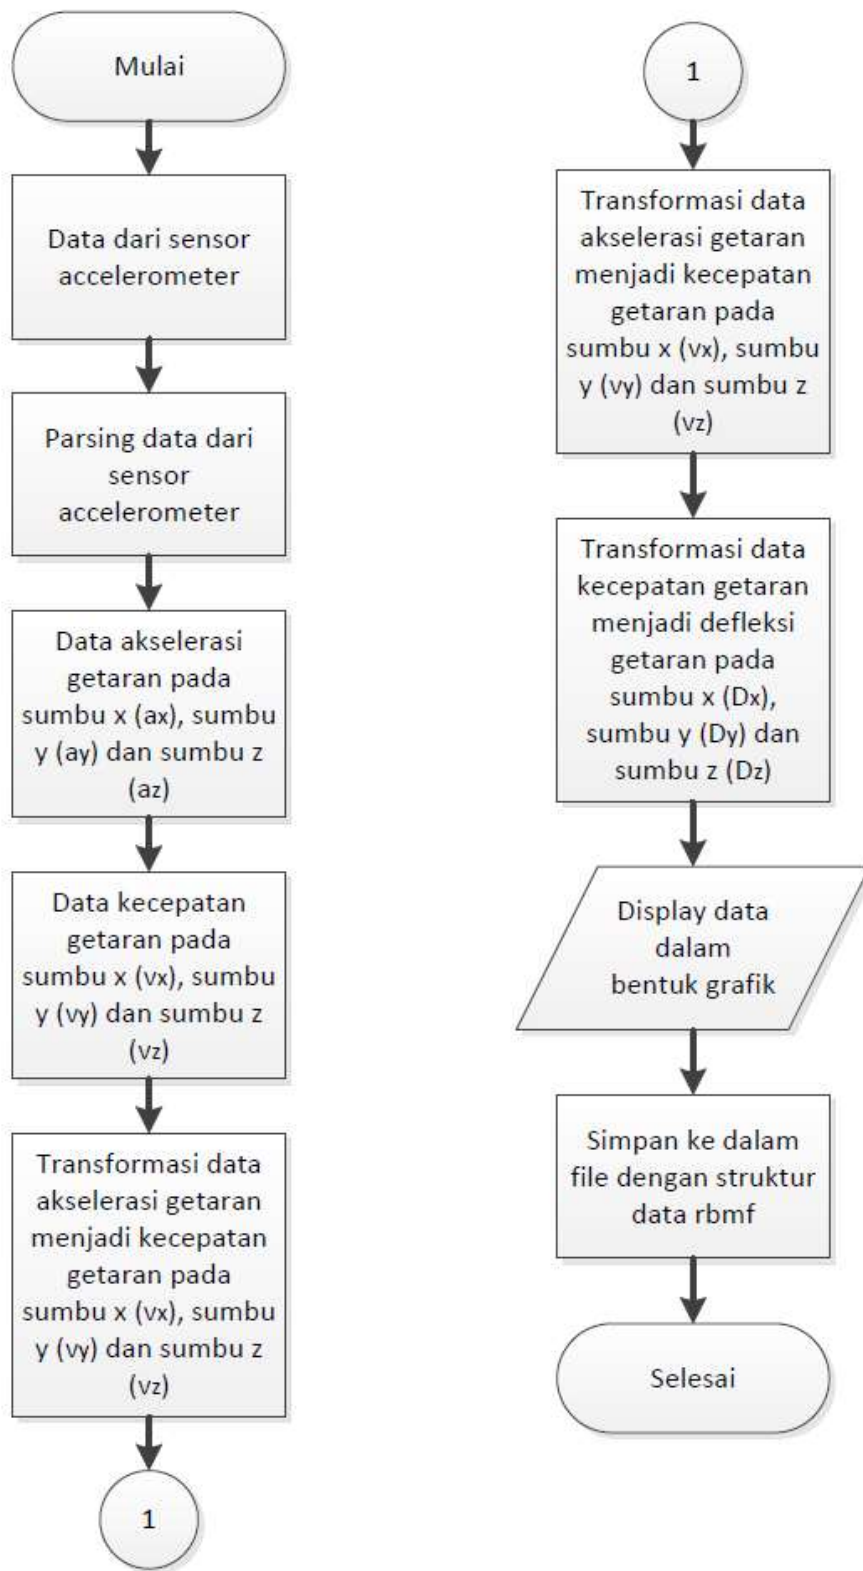 Mulai
Data dari sensor
accelerometer
Parsing data dari
sensor
accelerometer
Data akselerasi
getaran pada
sumbu x (ax), sumbu
y (ay) dan sumbu z
(az)
Data kecepatan
getaran pada
sumbu x (vx), sumbu
y (vy) dan sumbu z
(vz)
Transformasi data
akselerasi getaran
menjadi kecepatan
getaran pada
sumbu x (vx), sumbu
y (vy) dan sumbu z
(vz)
1
1
Transformasi data
akselerasi getaran
menjadi kecepatan
getaran pada
sumbu x (vx), sumbu
y (vy) dan sumbu z
(vz)
Transformasi data
kecepatan getaran
menjadi defleksi
getaran pada
sumbu x (Dx),
sumbu y (Dy) dan
sumbu z (Dz)
Display data
dalam
bentuk grafik
Simpan ke dalam
file dengan struktur
data rbmf
Selesai